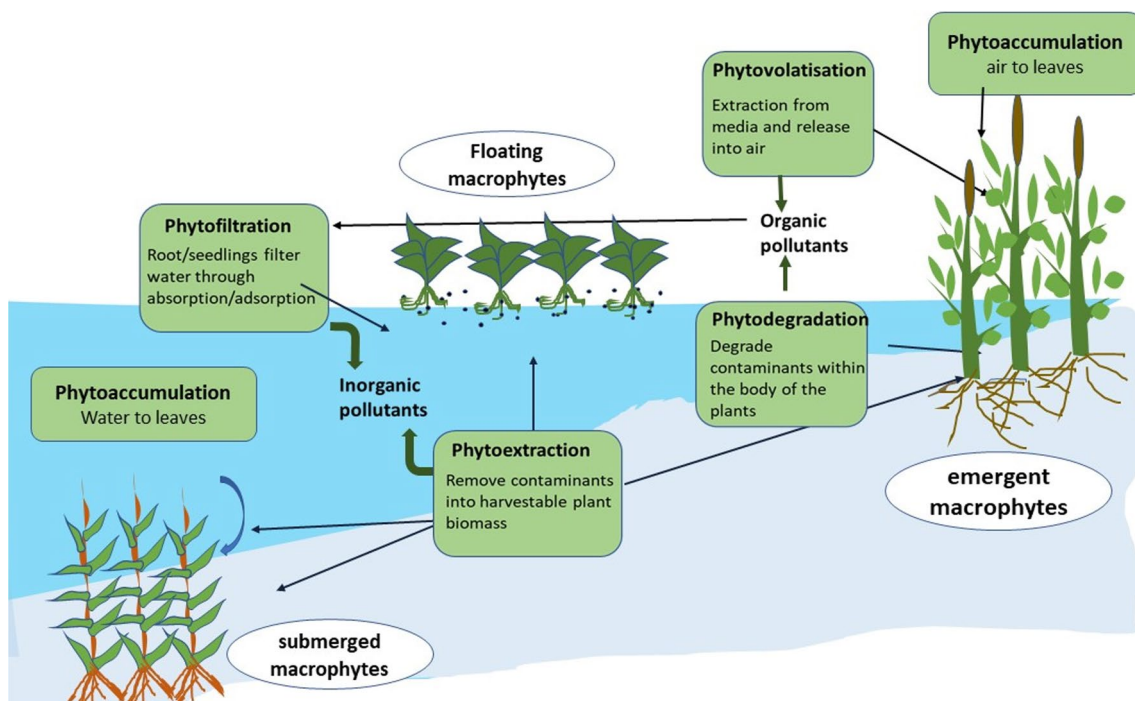 Phytoaccumulation
air to leaves
Phytovolatisation
Extraction from
media and release
into air
Floating
macrophytes
Phytofiltration
Root/seedlings filter
water through
absorption/adsorption
Organic
pollutants
Phytodegradation
Degrade
contaminants within
the body of the
plants
Phytoaccumulation
Water to leaves
Inorganic
pollutants
Phytoextraction
Remove contaminants
into harvestable plant
biomass
emergent
macrophytes
submerged
macrophytes